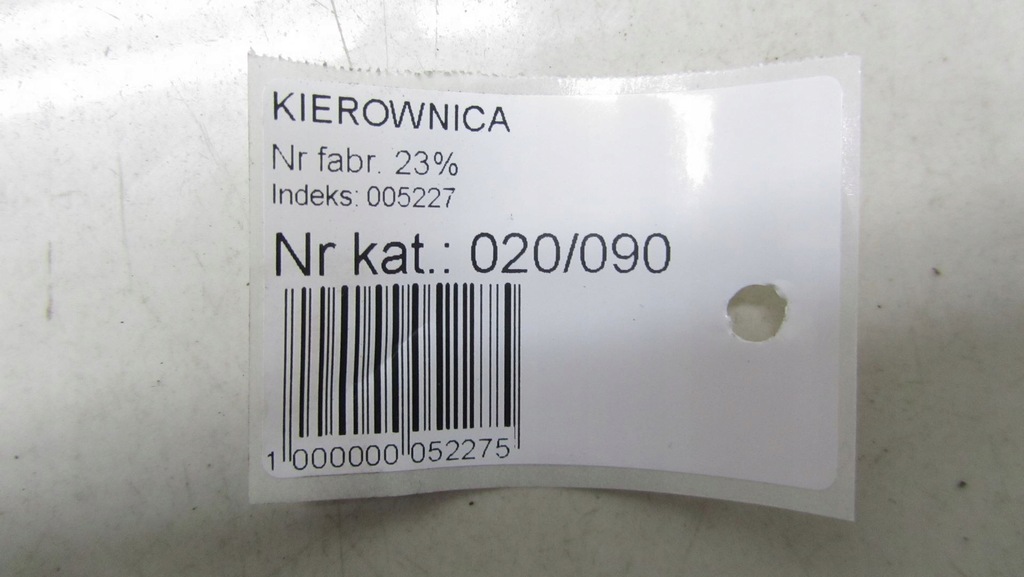 KIEROWNICA
Nr fabr. 23%
Indeks: 005227
Nr kat.: 020/090
1 000000 052275